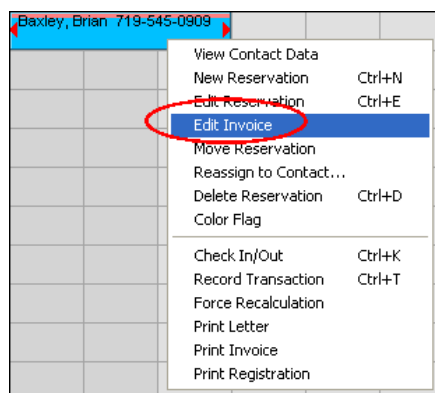 Baxley, Brian 719-545-0909
View Contact Data
New Reservation Ctrl+N
Edit Reservation Ctrl+E
Edit Invoice
Move Reservation
Reassign to Contact...
Delete Reservation Ctrl+D
Color Flag
Check In/Out Ctrl+K
Record Transaction Ctrl+T
Force Recalculation
Print Letter
Print Invoice
Print Registration